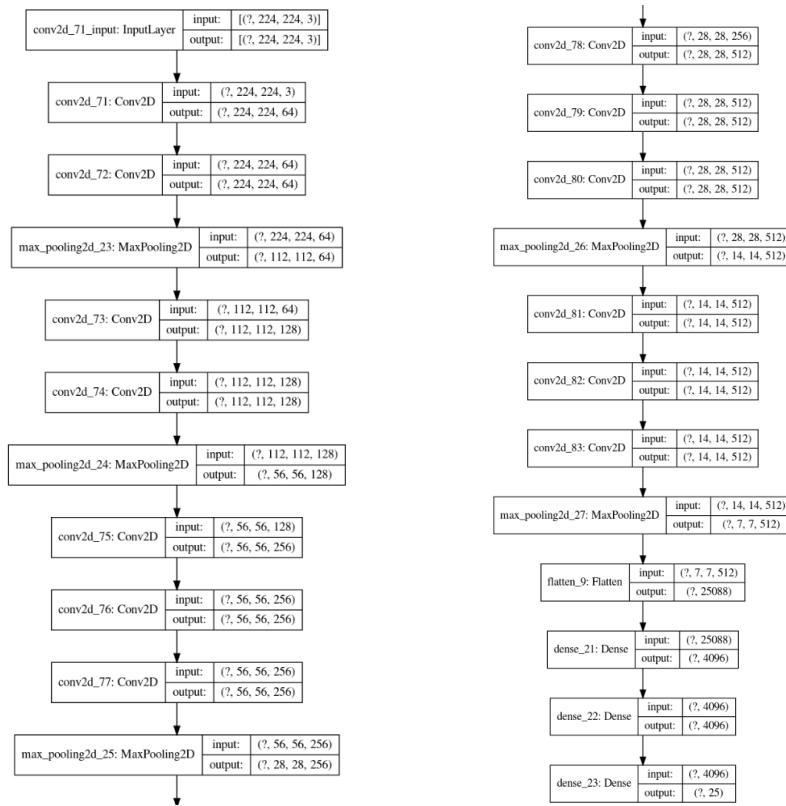 conv2d_71_input: InputLayer
input: [(?, 224, 224, 3)]
output: [(?, 224, 224, 3)]
conv2d_71: Conv2D
input: (?, 224, 224, 3)
output: (?, 224, 224, 64)
conv2d_72: Conv2D
input: (?, 224, 224, 64)
output: (?, 224, 224, 64)
max_pooling2d_23: MaxPooling2D
input: (?, 224, 224, 64)
output: (?, 112, 112, 64)
conv2d_73: Conv2D
input: (?, 112, 112, 64)
output: (?, 112, 112, 128)
conv2d_74: Conv2D
input: (?, 112, 112, 128)
output: (?, 112, 112, 128)
max_pooling2d_24: MaxPooling2D
input: (?, 112, 112, 128)
output: (?, 56, 56, 128)
conv2d_75: Conv2D
input: (?, 56, 56, 128)
output: (?, 56, 56, 256)
conv2d_76: Conv2D
input: (?, 56, 56, 256)
output: (?, 56, 56, 256)
conv2d_77: Conv2D
input: (?, 56, 56, 256)
output: (?, 56, 56, 256)
max_pooling2d_25: MaxPooling2D
input: (?, 56, 56, 256)
output: (?, 28, 28, 256)
conv2d_78: Conv2D
input: (?, 28, 28, 256)
output: (?, 28, 28, 512)
conv2d_79: Conv2D
input: (?, 28, 28, 512)
output: (?, 28, 28, 512)
conv2d_80: Conv2D
input: (?, 28, 28, 512)
output: (?, 28, 28, 512)
max_pooling2d_26: MaxPooling2D
input: (?, 28, 28, 512)
output: (?, 14, 14, 512)
conv2d_81: Conv2D
input: (?, 14, 14, 512)
output: (?, 14, 14, 512)
conv2d_82: Conv2D
input: (?, 14, 14, 512)
output: (?, 14, 14, 512)
conv2d_83: Conv2D
input: (?, 14, 14, 512)
output: (?, 14, 14, 512)
max_pooling2d_27: MaxPooling2D
input: (?, 14, 14, 512)
output: (?, 7, 7, 512)
flatten_9: Flatten
input: (?, 7, 7, 512)
output: (?, 25088)
dense_21: Dense
input: (?, 25088)
output: (?, 4096)
dense_22: Dense
input: (?, 4096)
output: (?, 4096)
dense_23: Dense
input: (?, 4096)
output: (?, 25)